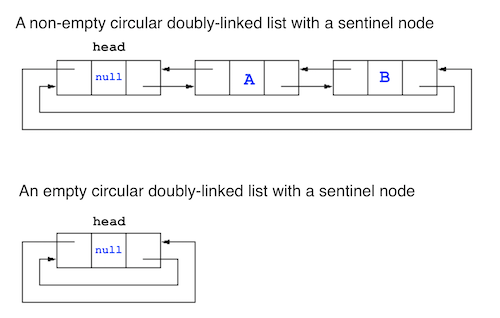 A non-empty circular doubly-linked list with a sentinel node
head
null A B
An empty circular doubly-linked list with a sentinel node
head
null